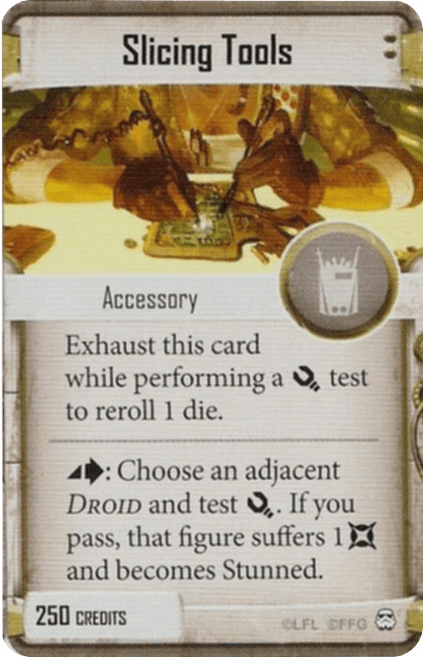 Slicing Tools
Accessory
Exhaust this card
while performing a test
to reroll 1 die.
: Choose an adjacent
DROID and test . If you
pass, that figure suffers 1
and becomes Stunned.
250 CREDITS
©LFL ©FFG